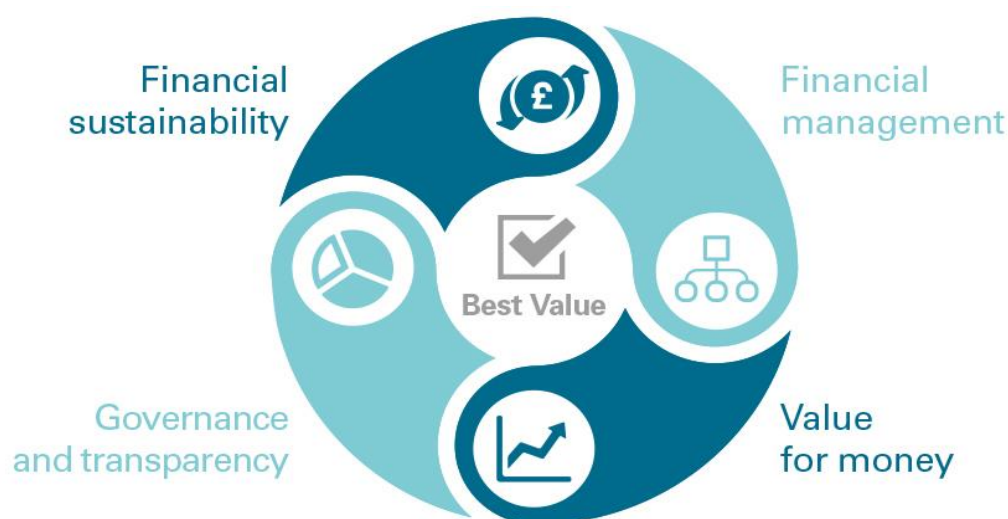 Financial
sustainability
Financial
management
£
Best Value
Governance
and transparency
Value
for money